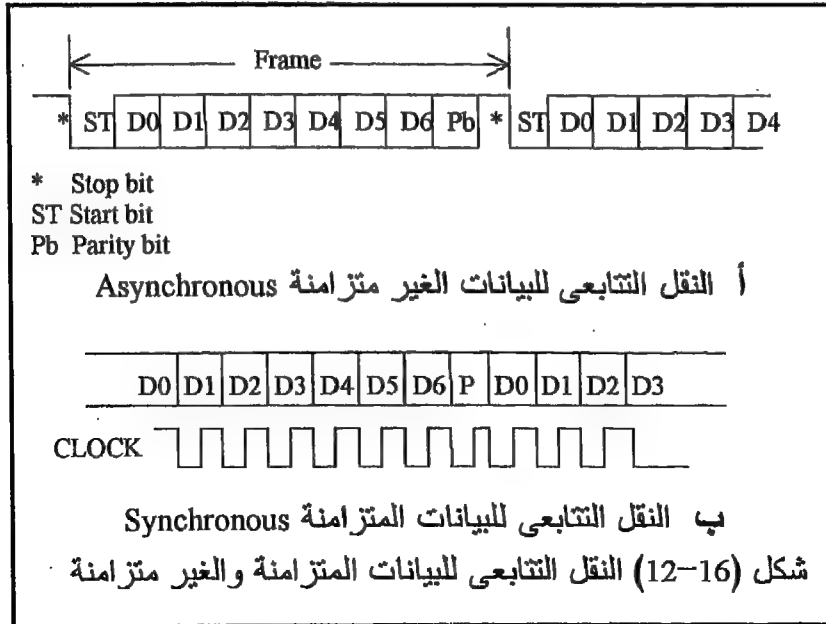 Frame
* ST D0 D1 D2 D3 D4 D5 D6 Pb * ST D0 D1 D2 D3 D4
* Stop bit
ST Start bit
Pb Parity bit
أ النقل التتابعى للبيانات الغير متزامنة Asynchronous
D0 D1 D2 D3 D4 D5 D6 P D0 D1 D2 D3
CLOCK
ب النقل التتابعى للبيانات المتزامنة Synchronous
شكل (16-12) النقل التتابعى للبيانات المتزامنة والغير متزامنة